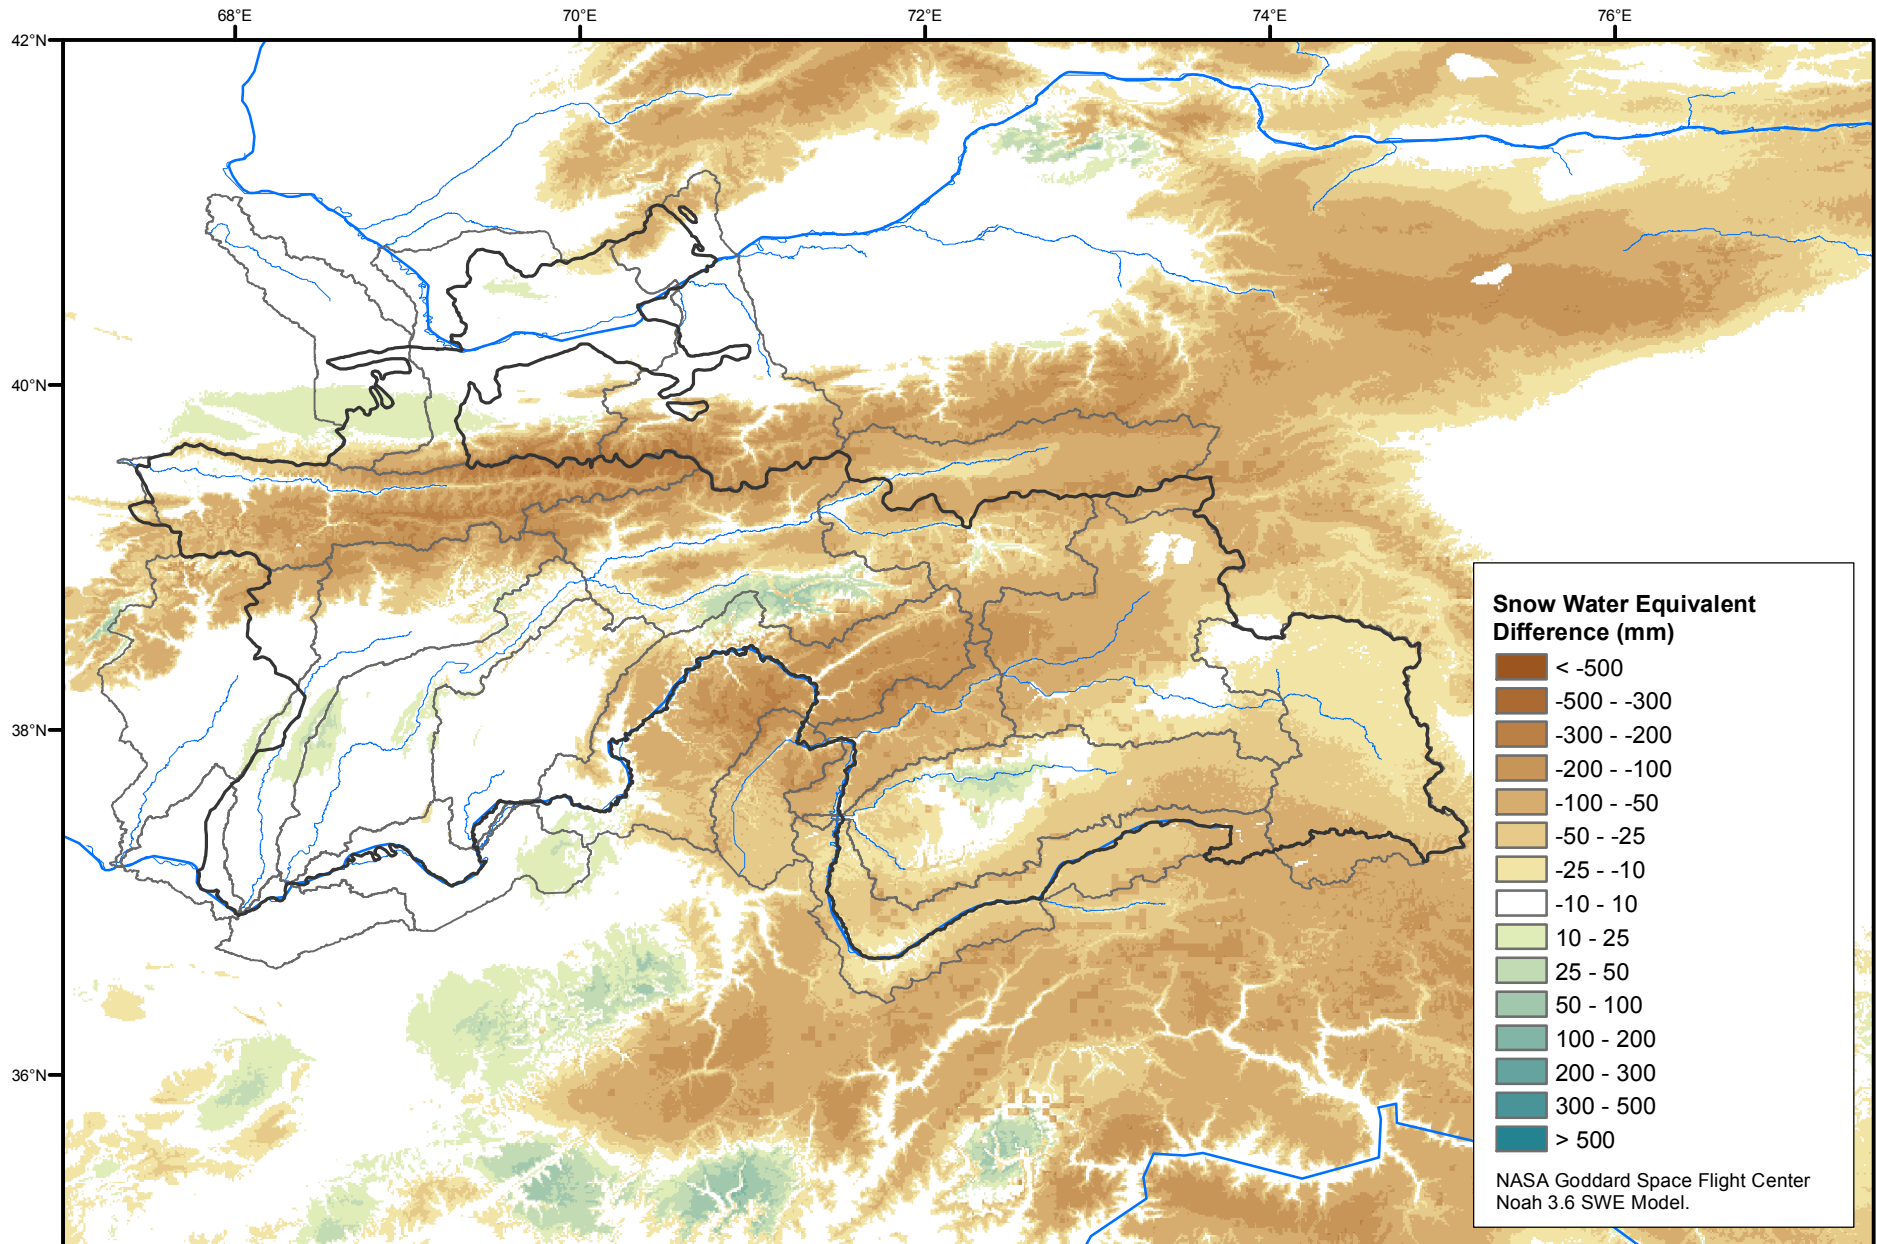 68°E 70°E 72°E 74°E 76°E
42°N
40°N
38°N
36°N
Snow Water Equivalent
Difference (mm)
< -500
-500 - -300
-300 - -200
-200 - -100
-100 - -50
-50 - -25
-25 - -10
-10 - 10
10 - 25
25 - 50
50 - 100
100 - 200
200 - 300
300 - 500
> 500
NASA Goddard Space Flight Center
Noah 3.6 SWE Model.